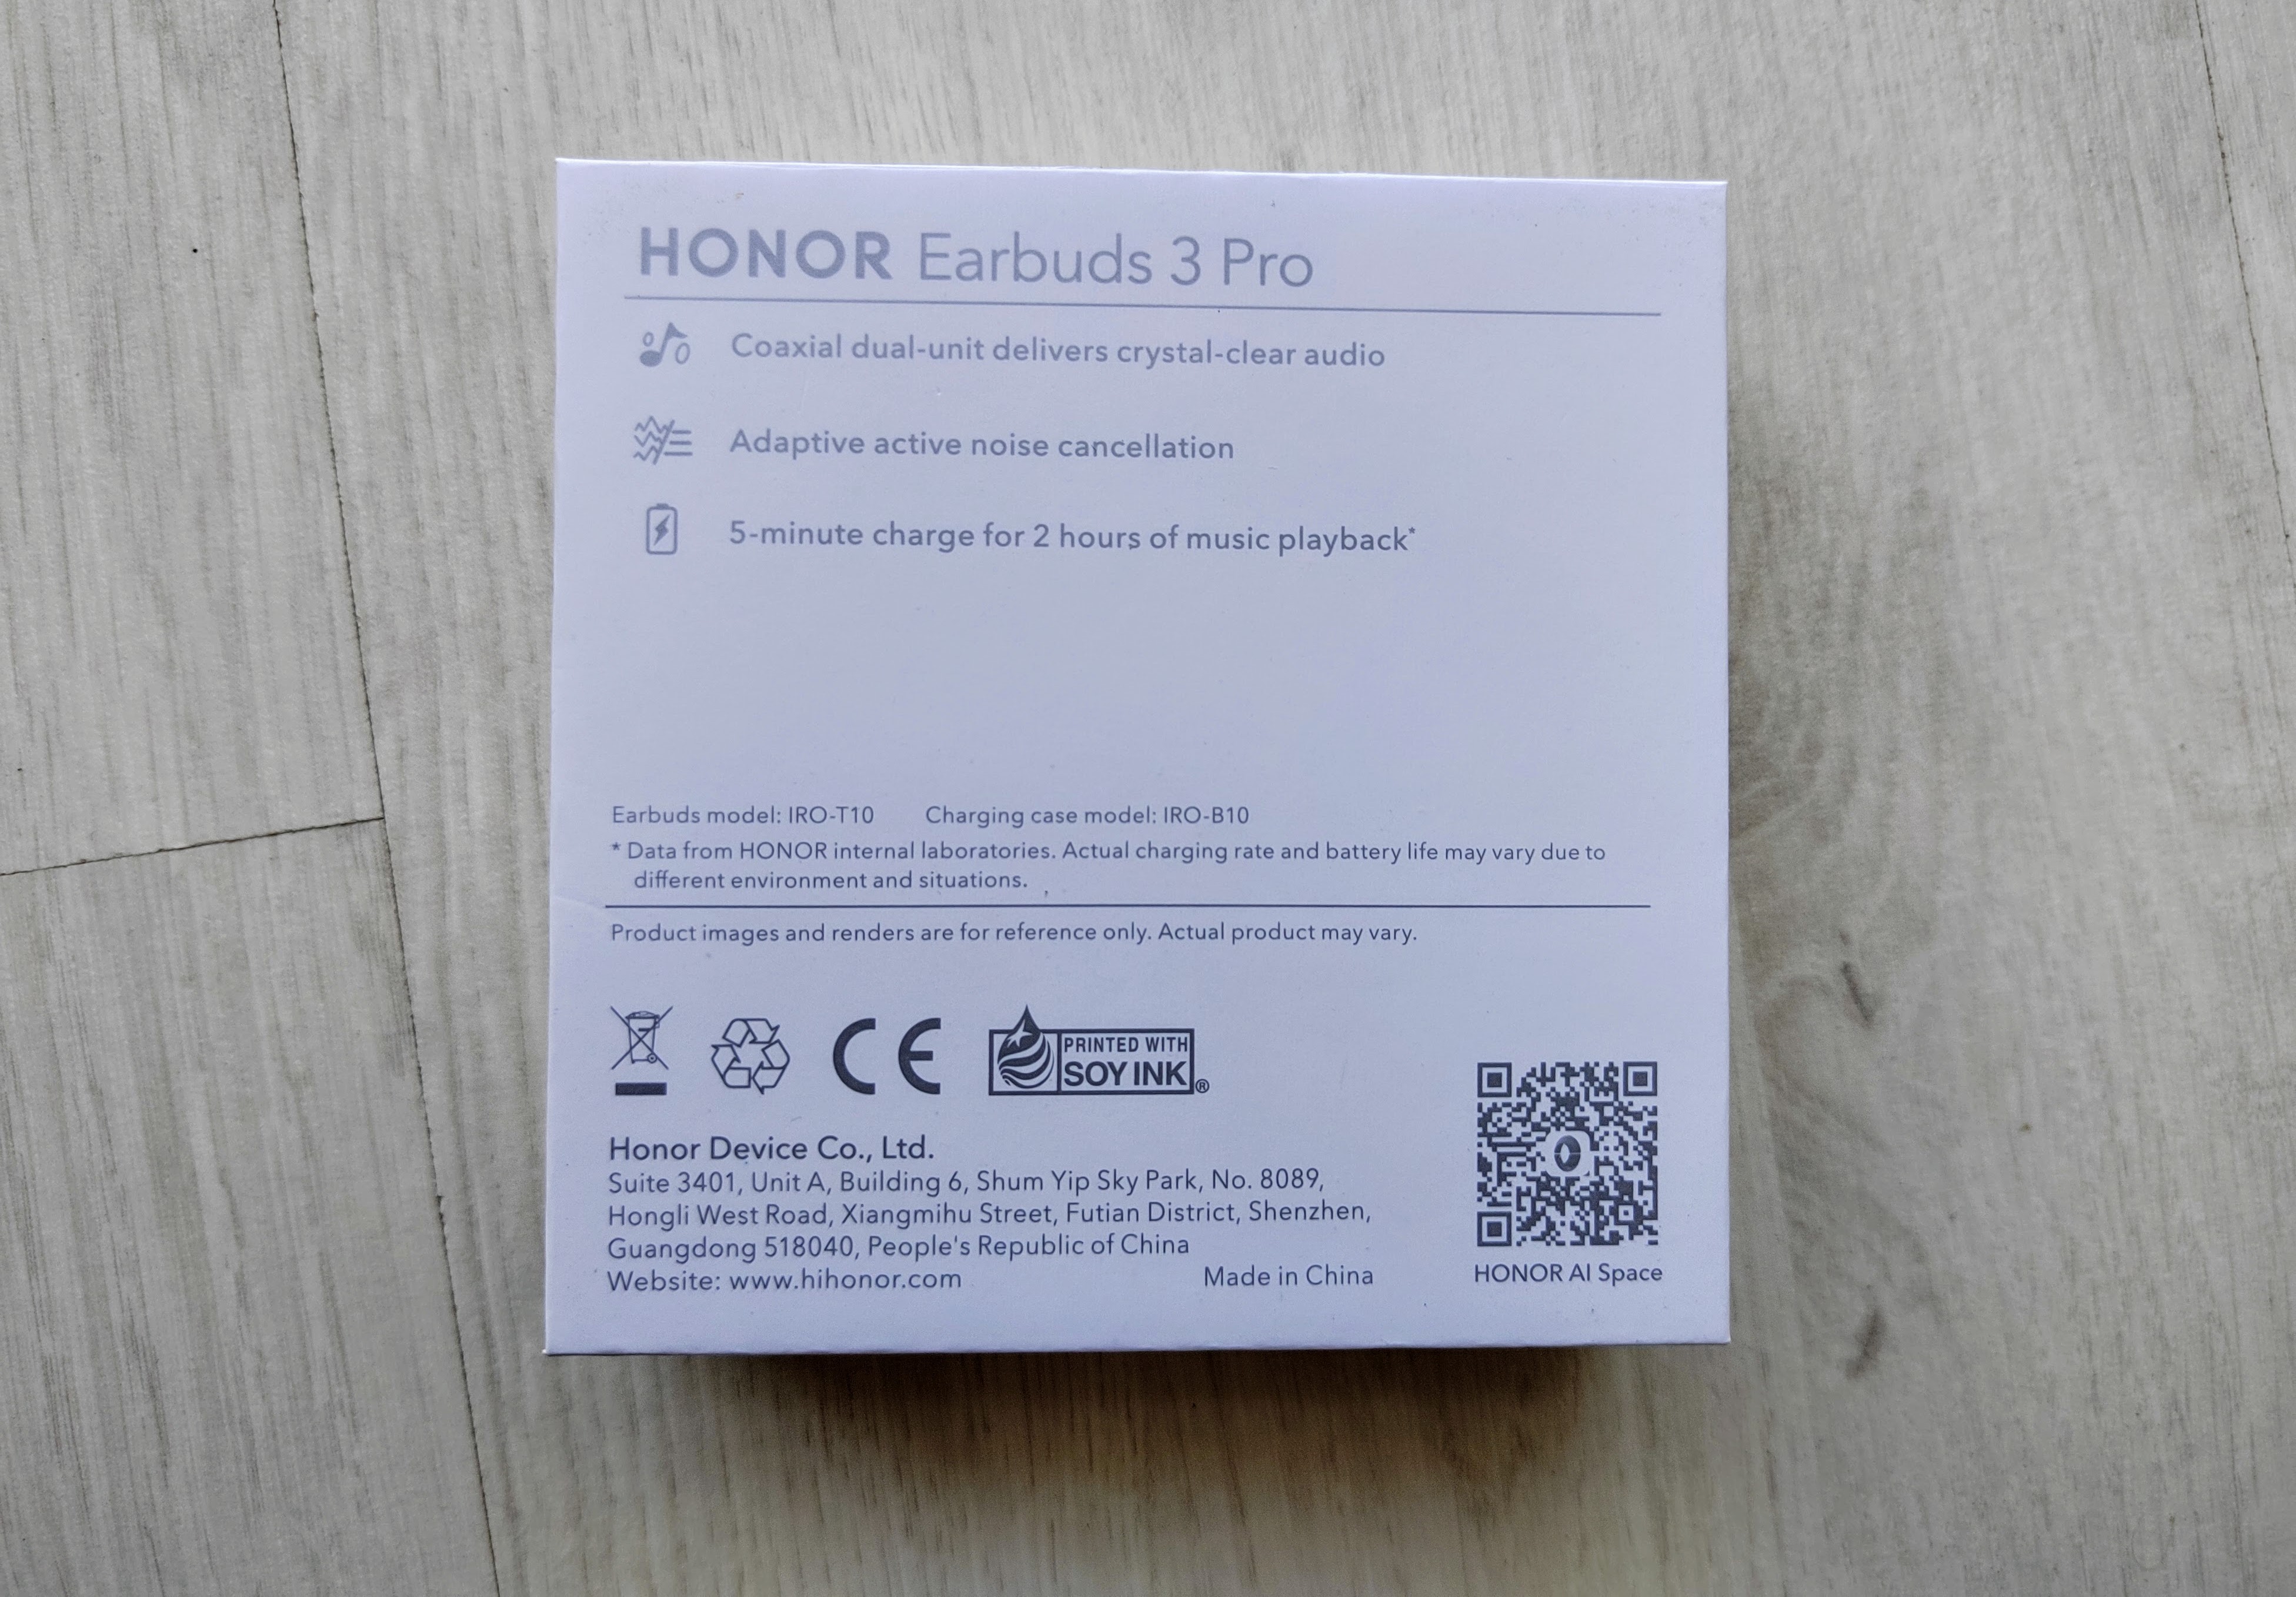 HONOR Earbuds 3 Pro
Coaxial dual-unit delivers crystal-clear audio
Adaptive active noise cancellation
5-minute charge for 2 hours of music playback*
Earbuds model: IRO-T10 Charging case model: IRO-B10
* Data from HONOR internal laboratories. Actual charging rate and battery life may vary due to
different environment and situations.
Product images and renders are for reference only. Actual product may vary.
CE
PRINTED WITH
SOY INK®
Honor Device Co., Ltd.
Suite 3401, Unit A, Building 6, Shum Yip Sky Park, No. 8089,
Hongli West Road, Xiangmihu Street, Futian District, Shenzhen,
Guangdong 518040, People's Republic of China
Website: www.hihonor.com
Made in China
HONOR AI Space